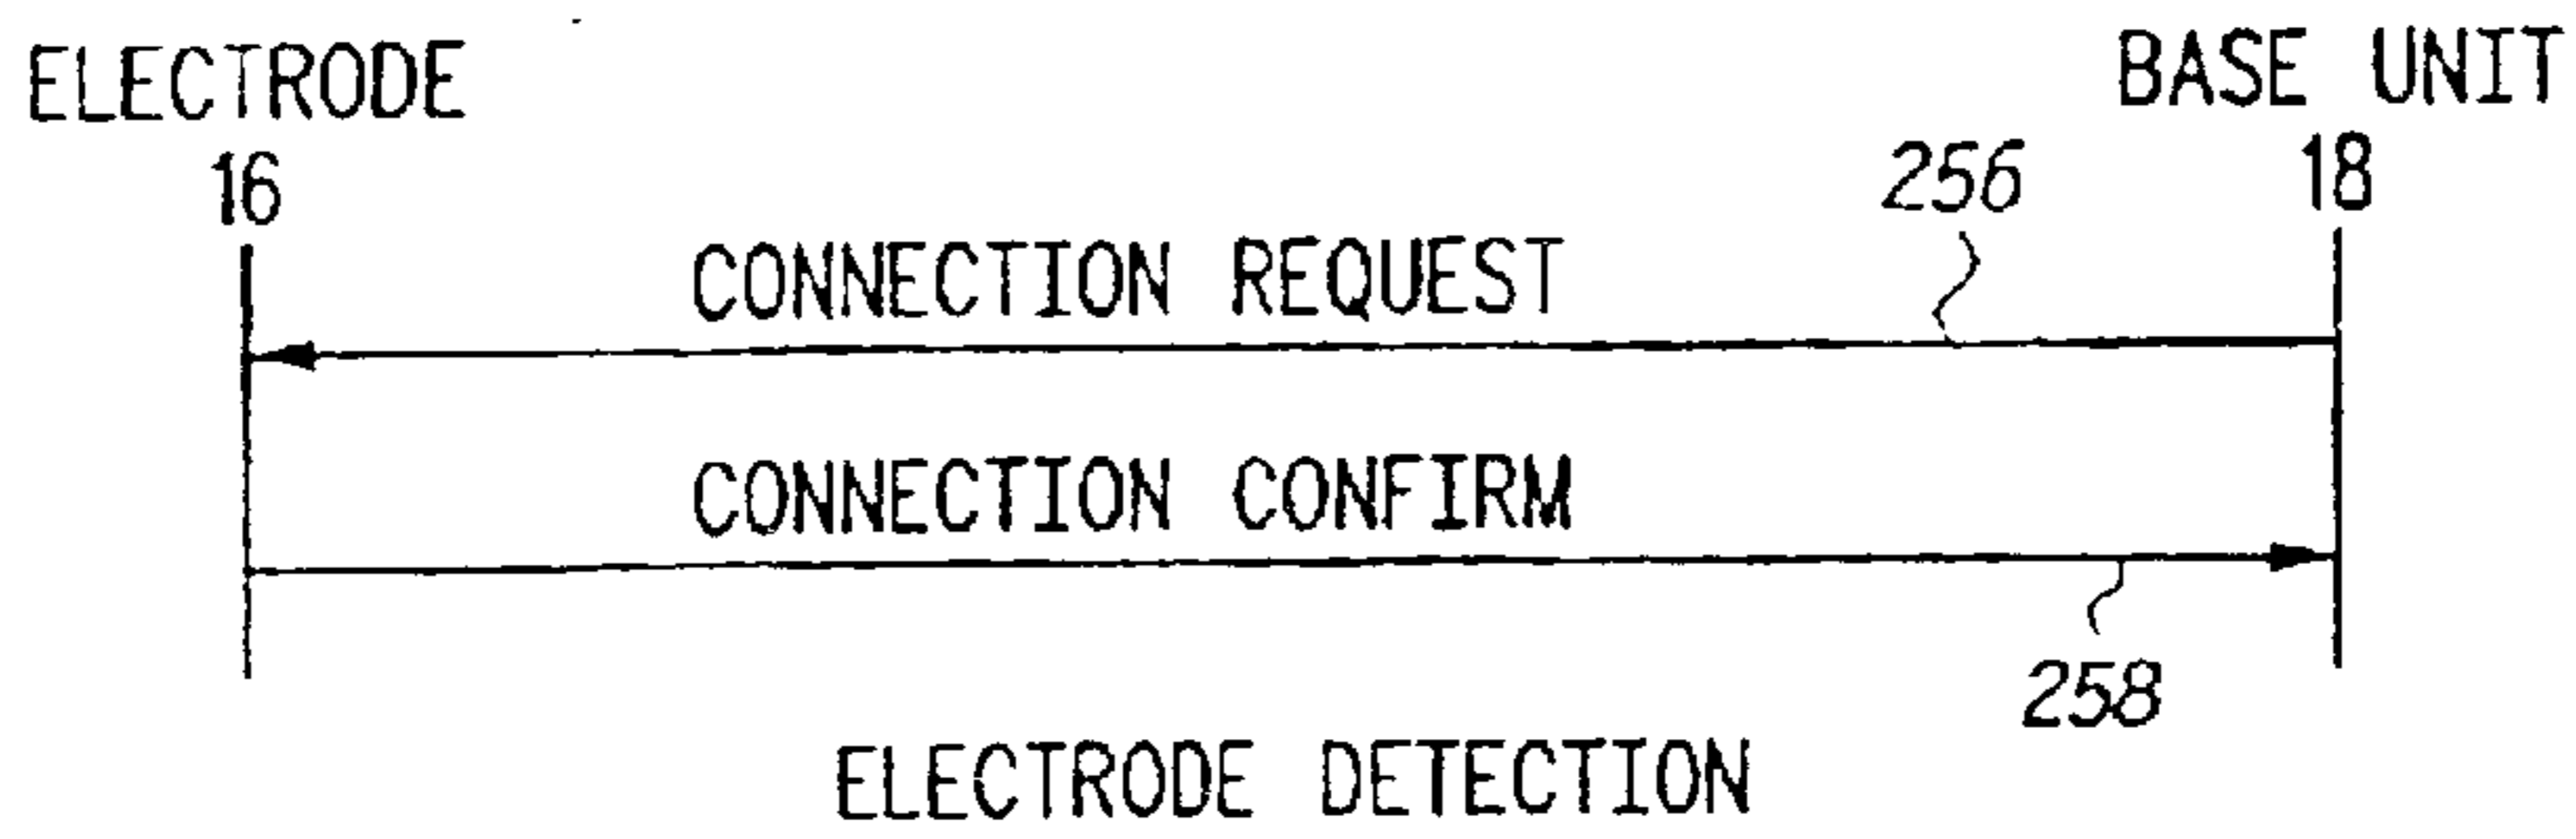 ELECTRODE
16
BASE UNIT
18
256
CONNECTION REQUEST
CONNECTION CONFIRM
258
ELECTRODE DETECTION